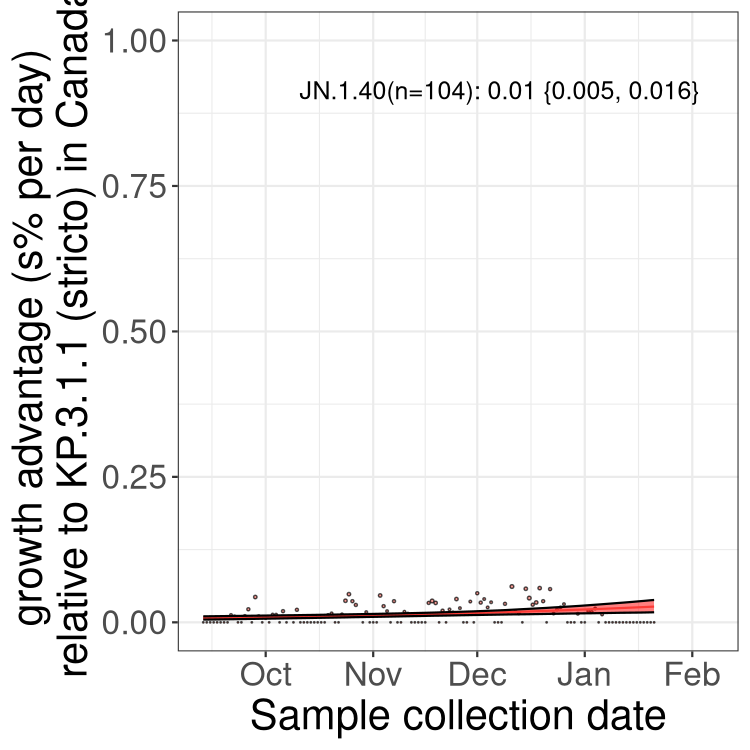 growth advantage (s% per day)
relative to KP.3.1.1 (stricto) in Canada
1.00
JN.1.40(n=104): 0.01 {0.005, 0.016}
0.75
0.50
0.25
0.00
Oct Nov Dec Jan Feb
Sample collection date